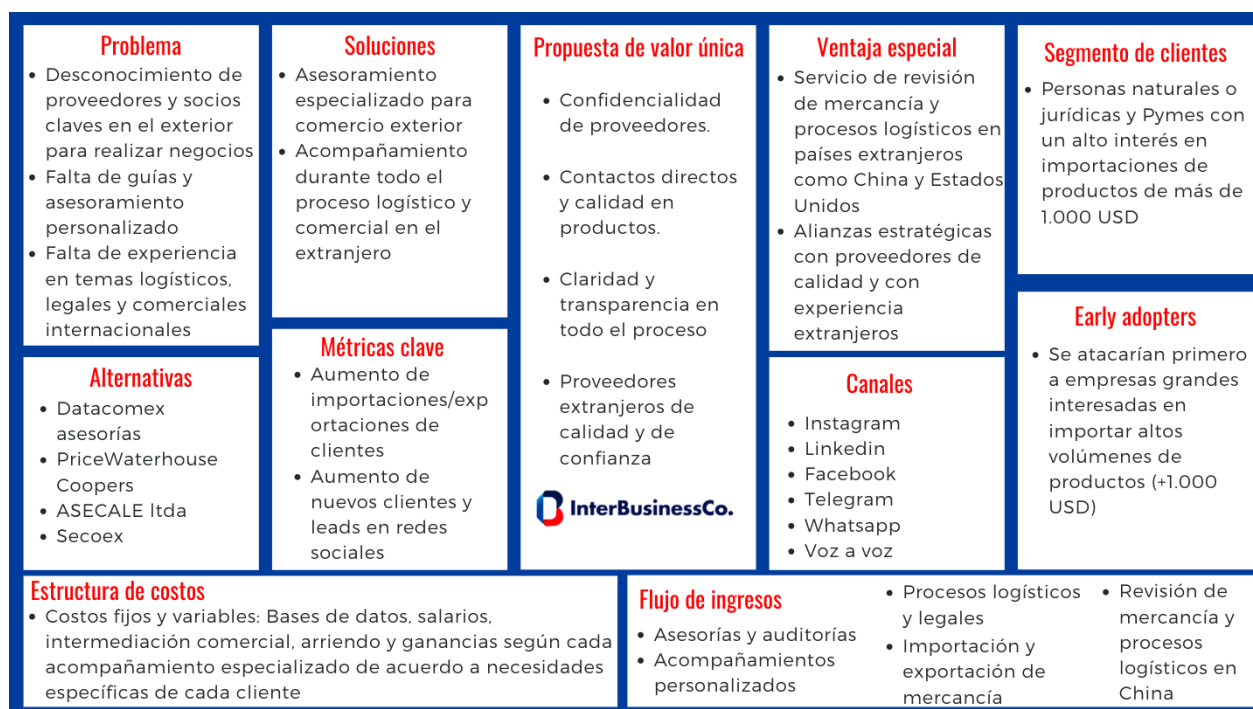 Problema
• Desconocimiento de
proveedores y socios
claves en el exterior
para realizar negocios
• Falta de guías y
asesoramiento
personalizado
• Falta de experiencia
en temas logísticos,
legales y comerciales
internacionales
Alternativas
• Datacomex
asesorías
• PriceWaterhouse
Coopers
• ASECALE ltda
• Secoex
Soluciones
• Asesoramiento
especializado para
comercio exterior
• Acompañamiento
durante todo el
proceso logístico y
comercial en el
extranjero
Métricas clave
• Aumento de
importaciones/exp
ortaciones de
clientes
• Aumento de
nuevos clientes y
leads en redes
sociales
Propuesta de valor única
• Confidencialidad
de proveedores.
• Contactos directos
y calidad en
productos.
• Claridad y
transparencia en
todo el proceso
• Proveedores
extranjeros de
calidad y de
confianza
InterBusinessCo.
Ventaja especial
• Servicio de revisión
de mercancía y
procesos logísticos en
países extranjeros
como China y Estados
Unidos
• Alianzas estratégicas
con proveedores de
calidad y con
experiencia
extranjeros
Canales
• Instagram
• Linkedin
• Facebook
• Telegram
• Whatsapp
• Voz a voz
Segmento de clientes
• Personas naturales o
jurídicas y Pymes con
un alto interés en
importaciones de
productos de más de
1.000 USD
Early adopters
• Se atacarían primero
a empresas grandes
interesadas en
importar altos
volúmenes de
productos (+1.000
USD)
Estructura de costos
• Costos fijos y variables: Bases de datos, salarios,
intermediación comercial, arriendo y ganancias según cada
acompañamiento especializado de acuerdo a necesidades
específicas de cada cliente
Flujo de ingresos
• Asesorías y auditorías
• Acompañamientos
personalizados
• Procesos logísticos
y legales
• Importación y
exportación de
mercancía
• Revisión de
mercancía y
procesos
logísticos en
China